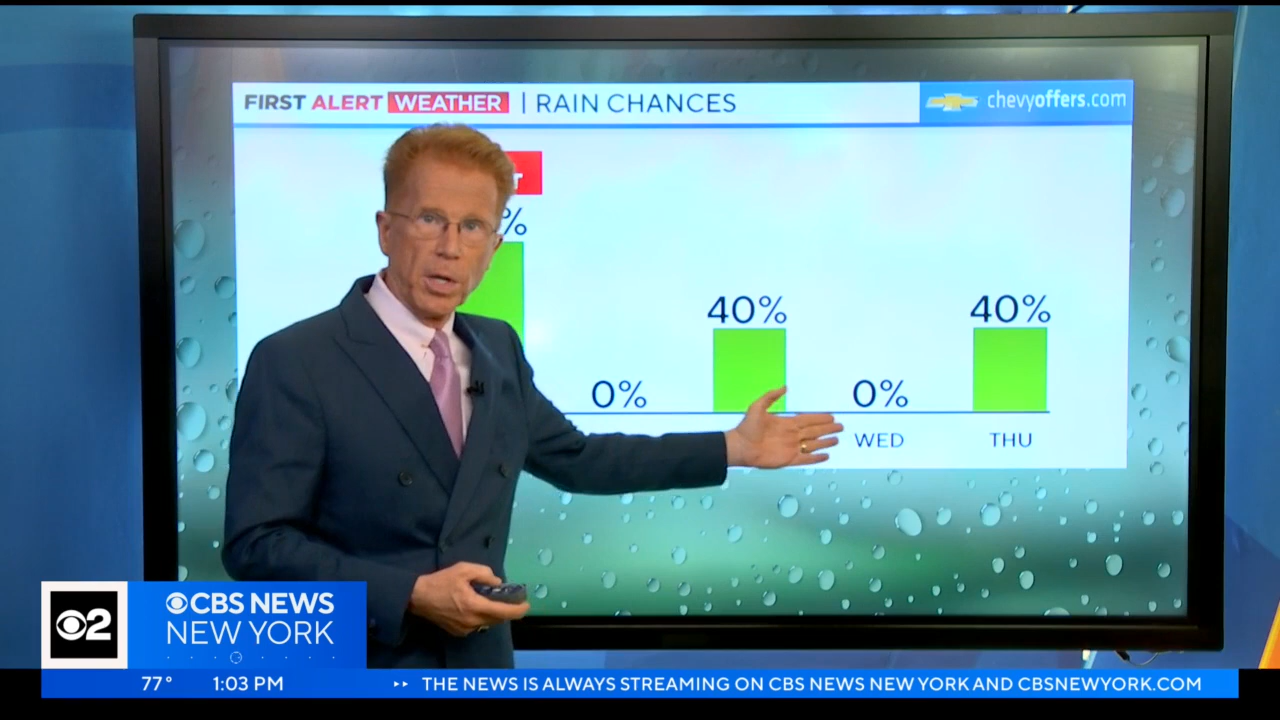 FIRST ALERT WEATHER | RAIN CHANCES
chevyoffers.com
T
%
40%
40%
0%
0%
WED
THU
2
CBS NEWS
NEW YORK
77° 1:03 PM THE NEWS IS ALWAYS STREAMING ON CBS NEWS NEW YORK AND CBSNEWYORK.COM